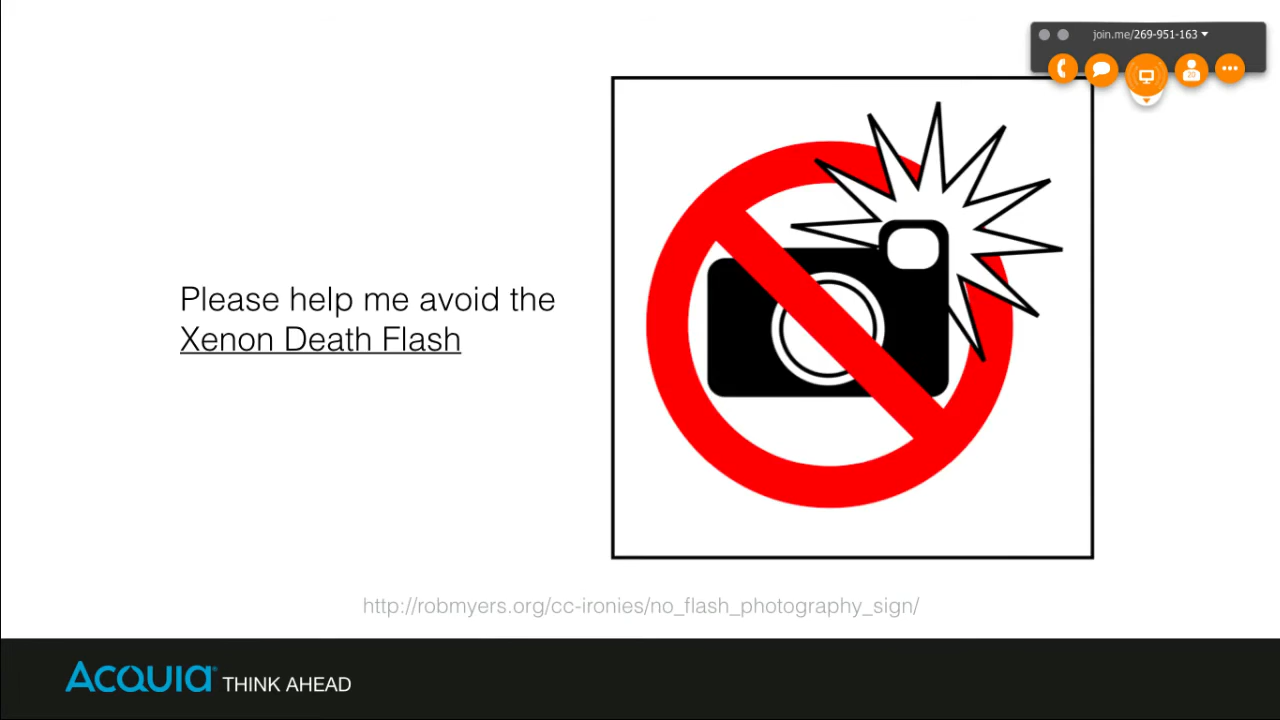 join.me/269-951-163
20
Please help me avoid the
Xenon Death Flash
http://robmyers.org/cc-ironies/no_flash_photography_sign/
ACQUIA® THINK AHEAD